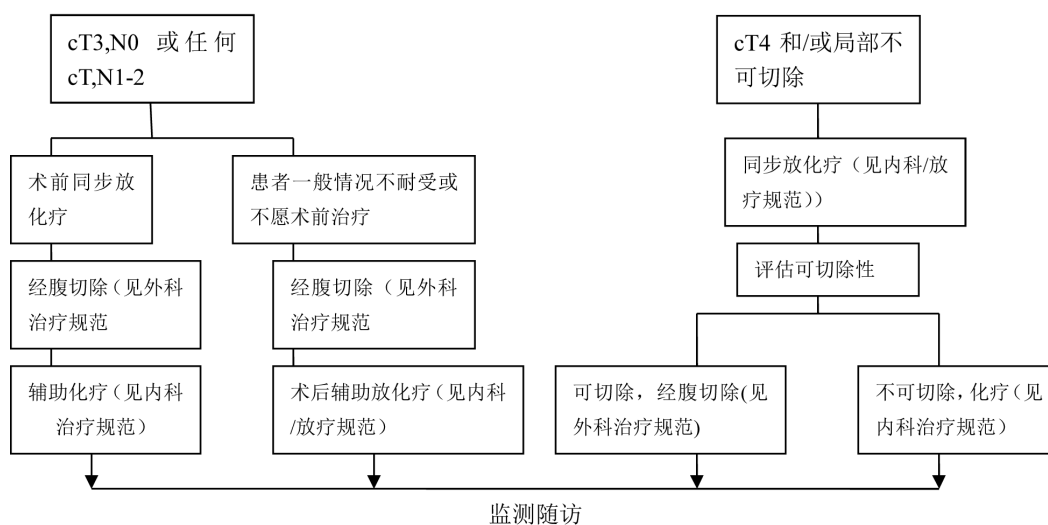 cT3,N0 或任何
cT,N1-2
cT4 和/或局部不
可切除
术前同步放
化疗
患者一般情况不耐受或
不愿术前治疗
同步放化疗（见内科/
放疗规范））
经腹切除（见外科
治疗规范
经腹切除（见外科
治疗规范
评估可切除性
辅助化疗（见内科
治疗规范）
术后辅助放化疗（见内科
/放疗规范）
可切除，经腹切除(见
外科治疗规范)
不可切除，化疗（见
内科治疗规范）
监测随访